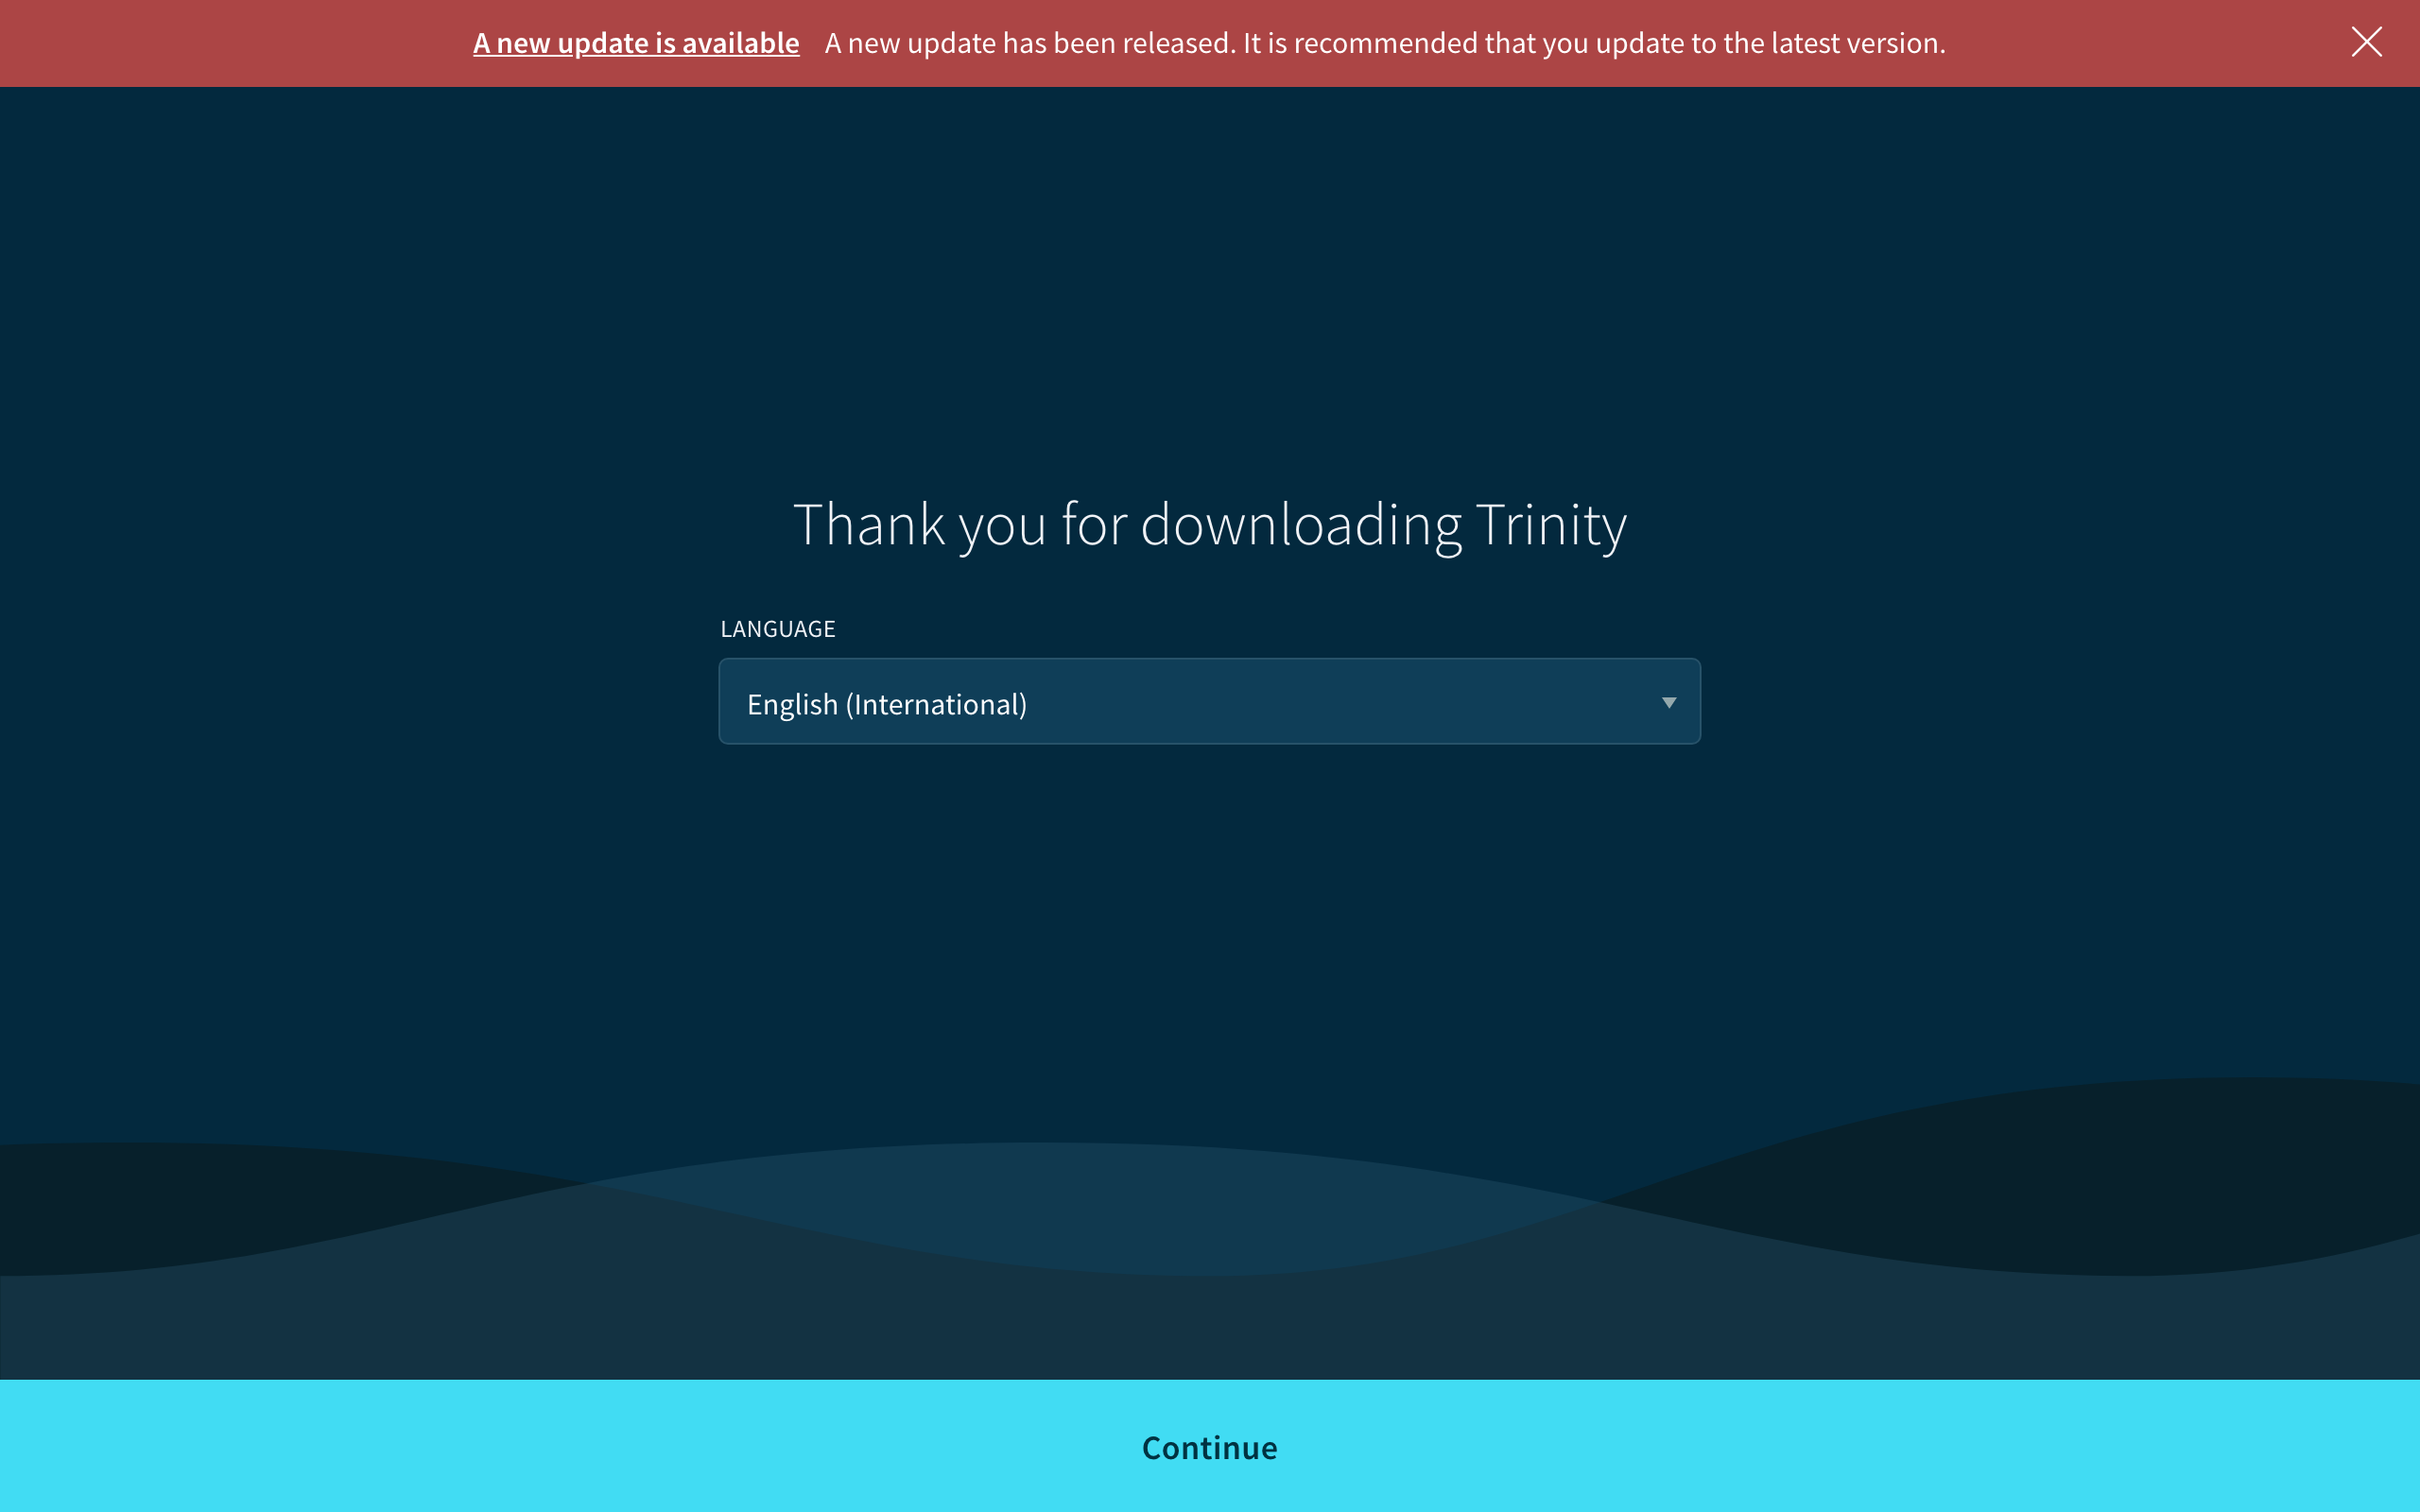 A new update is available A new update has been released. It is recommended that you update to the latest version.
Thank you for downloading Trinity
LANGUAGE
English (International)
Continue